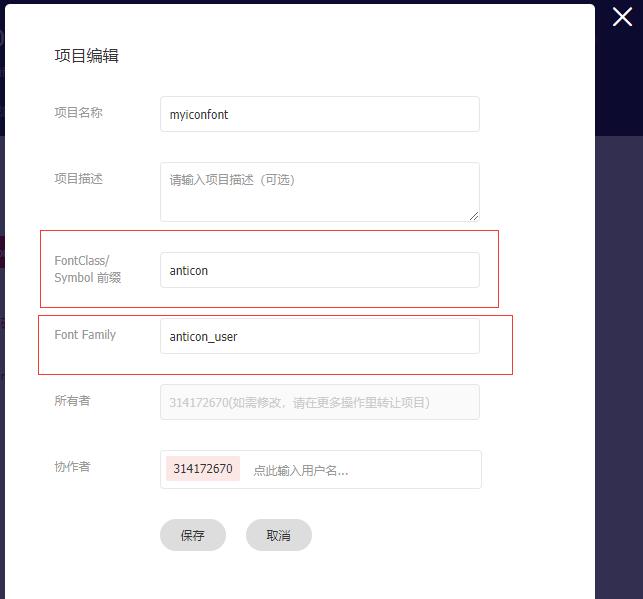 项目编辑
项目名称
myiconfont
项目描述
请输入项目描述（可选）
FontClass/
Symbol 前缀
anticon
Font Family
anticon_user
所有者
314172670(如需修改，请在更多操作里转让项目)
协作者
314172670 点此输入用户名...
保存 取消